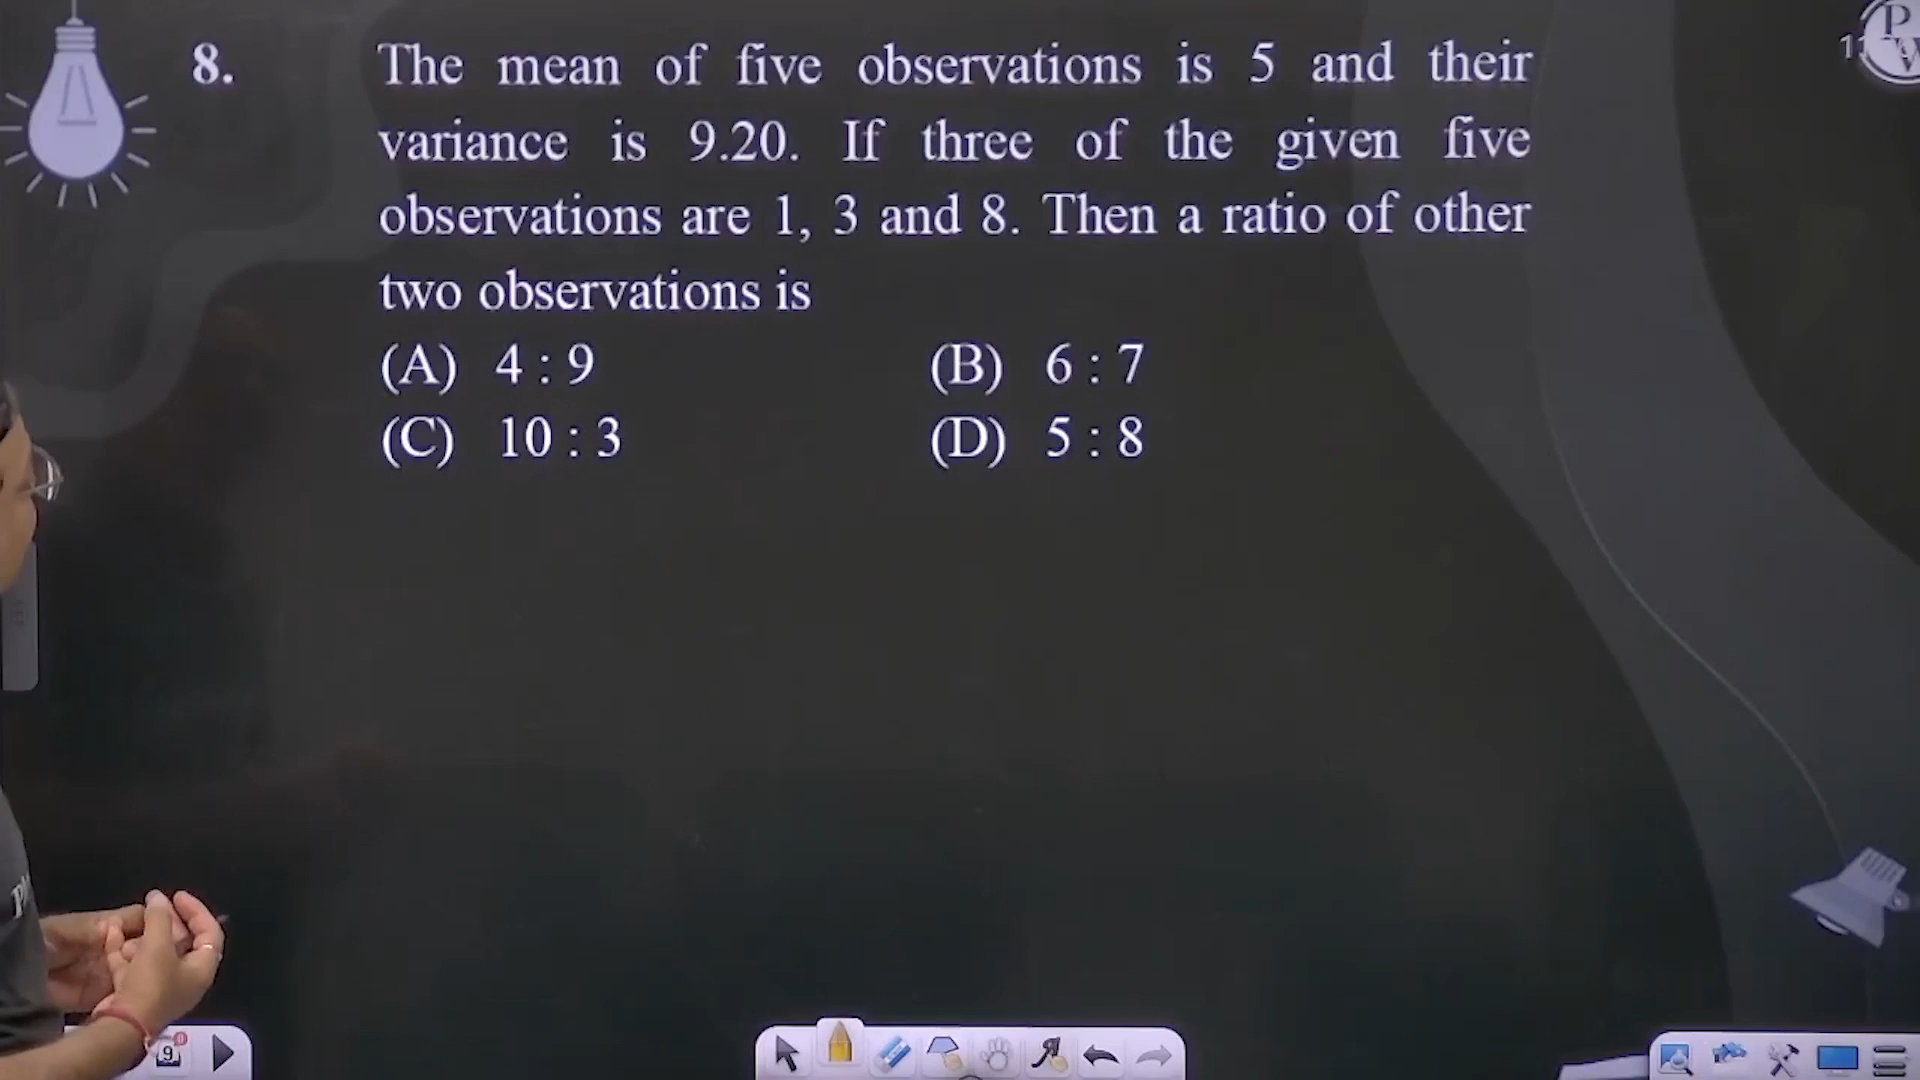 8. The mean of five observations is 5 and their
variance is 9.20. If three of the given five
observations are 1, 3 and 8. Then a ratio of other
two observations is
(A) 4 : 9 (B) 6 : 7
(C) 10 : 3 (D) 5 : 8
P
W
9